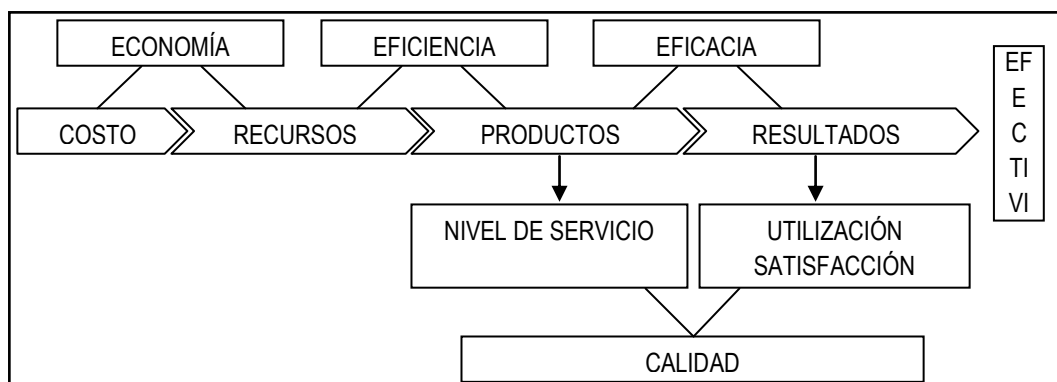 ECONOMÍA
EFICIENCIA
EFICACIA
EF
E
C
TI
VI
COSTO
RECURSOS
PRODUCTOS
RESULTADOS
NIVEL DE SERVICIO
UTILIZACIÓN
SATISFACCIÓN
CALIDAD